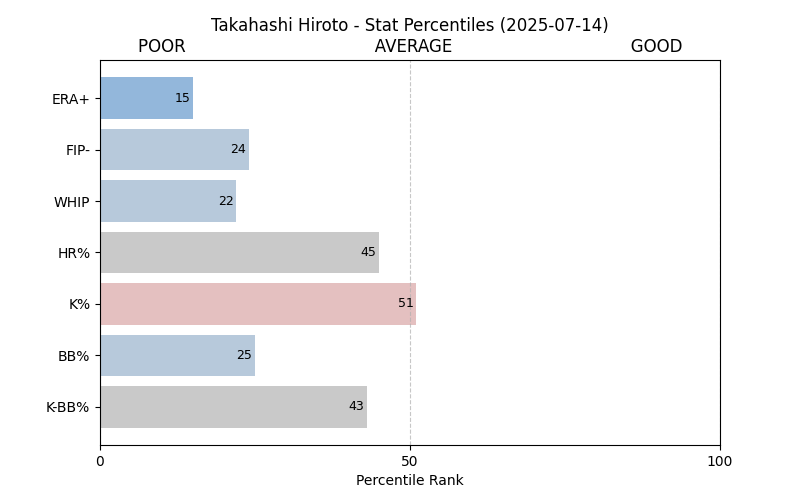 Takahashi Hiroto - Stat Percentiles (2025-07-14)
POOR AVERAGE GOOD
ERA+ 15
FIP- 24
WHIP 22
HR% 45
K% 51
BB% 25
K-BB% 43
0 50 100
Percentile Rank